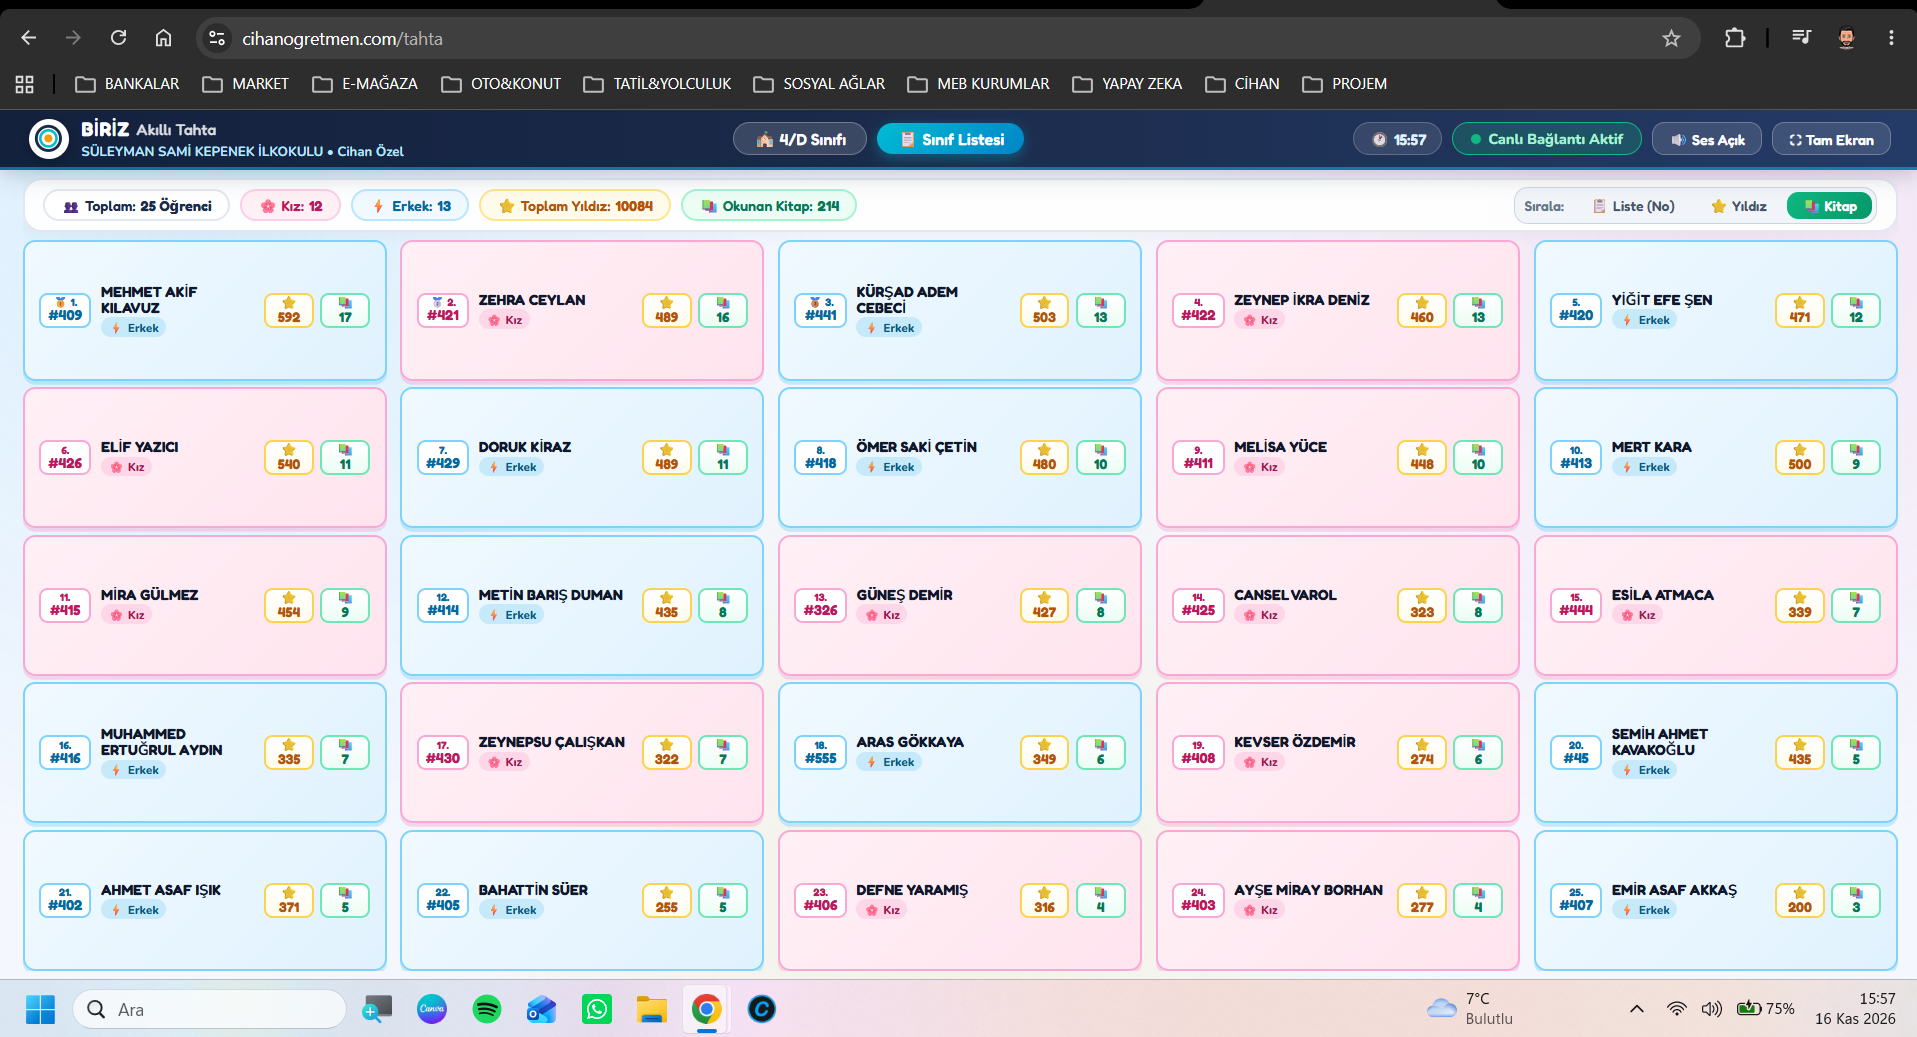 cihanogretmen.com/tahta
BANKALAR MARKET E-MAĞAZA OTO&KONUT TATİL&YOLCULUK SOSYAL AĞLAR MEB KURUMLAR YAPAY ZEKA CİHAN PROJEM
BİRİZ Akıllı Tahta
SÜLEYMAN SAMİ KEPENEK İLKOKULU • Cihan Özel
4/D Sınıfı Sınıf Listesi 15:57 Canlı Bağlantı Aktif Ses Açık Tam Ekran
Toplam: 25 Öğrenci Kız: 12 Erkek: 13 Toplam Yıldız: 10084 Okunan Kitap: 214 Sırala: Liste (No) Yıldız Kitap
1. #409 MEHMET AKİF KILAVUZ Erkek 592 17
2. #421 ZEHRA CEYLAN Kız 489 16
3. #441 KÜRŞAD ADEM CEBECİ Erkek 503 13
4. #422 ZEYNEP İKRA DENİZ Kız 460 13
5. #420 YİĞİT EFE ŞEN Erkek 471 12
6. #426 ELİF YAZICI Kız 540 11
7. #429 DORUK KİRAZ Erkek 489 11
8. #418 ÖMER SAKİ ÇETİN Erkek 480 10
9. #411 MELİSA YÜCE Kız 448 10
10. #413 MERT KARA Erkek 500 9
11. #415 MİRA GÜLMEZ Kız 454 9
12. #414 METİN BARIŞ DUMAN Erkek 435 8
13. #326 GÜNEŞ DEMİR Kız 427 8
14. #425 CANSEL VAROL Kız 323 8
15. #444 ESİLA ATMACA Kız 339 7
16. #416 MUHAMMED ERTUĞRUL AYDIN Erkek 335 7
17. #430 ZEYNEPSU ÇALIŞKAN Kız 322 7
18. #555 ARAS GÖKKAYA Erkek 349 6
19. #408 KEVSER ÖZDEMİR Kız 274 6
20. #45 SEMİH AHMET KAVAKOĞLU Erkek 435 5
21. #402 AHMET ASAF IŞIK Erkek 371 5
22. #405 BAHATTİN SÜER Erkek 255 5
23. #406 DEFNE YARAMIŞ Kız 316 4
24. #403 AYŞE MİRAY BORHAN Kız 277 4
25. #407 EMİR ASAF AKKAŞ Erkek 200 3
Ara
Canva
7°C
Bulutlu
75%
15:57
16 Kas 2026